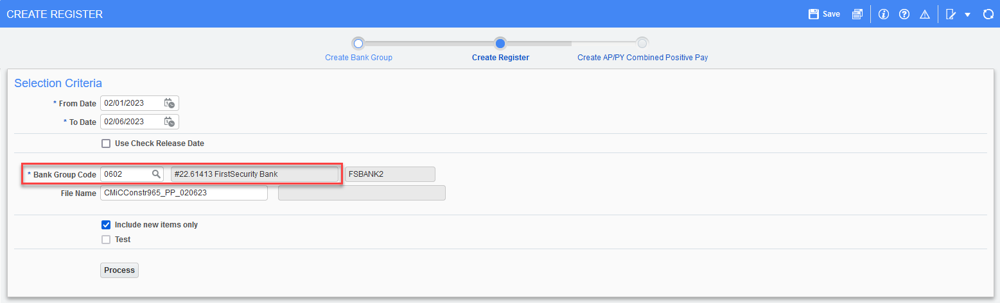 CREATE REGISTER Save
Create Bank Group Create Register Create AP/PY Combined Positive Pay
Selection Criteria
* From Date 02/01/2023
* To Date 02/06/2023
Use Check Release Date
* Bank Group Code 0602 #22.61413 FirstSecurity Bank FSBANK2
File Name CMiCConstr965_PP_020623
Include new items only
Test
Process